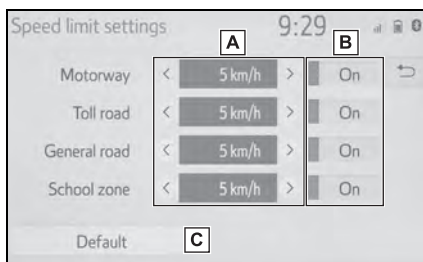 Speed limit settings 9:29
A B
Motorway < 5 km/h > On
Toll road < 5 km/h > On
General road < 5 km/h > On
School zone < 5 km/h > On
Default C